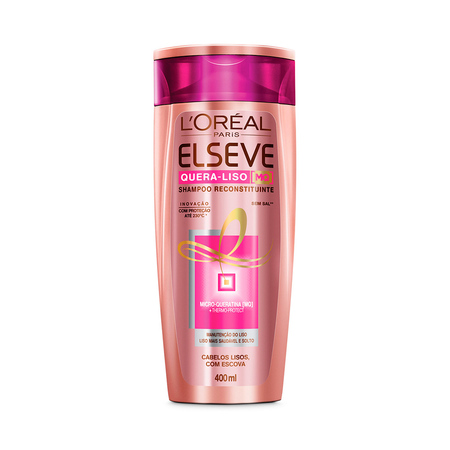 L'ORÉAL
PARIS
ELSEVE
QUERA-LISO [MQ]
SHAMPOO RECONSTITUINTE
INOVAÇÃO
COM PROTEÇÃO
ATÉ 230°C*
SEM SAL**
MICRO-QUERATINA [MQ]
+ THERMO-PROTECT
MANUTENÇÃO DO LISO
LISO MAIS SAUDÁVEL E SOLTO
CABELOS LISOS,
COM ESCOVA
400ml